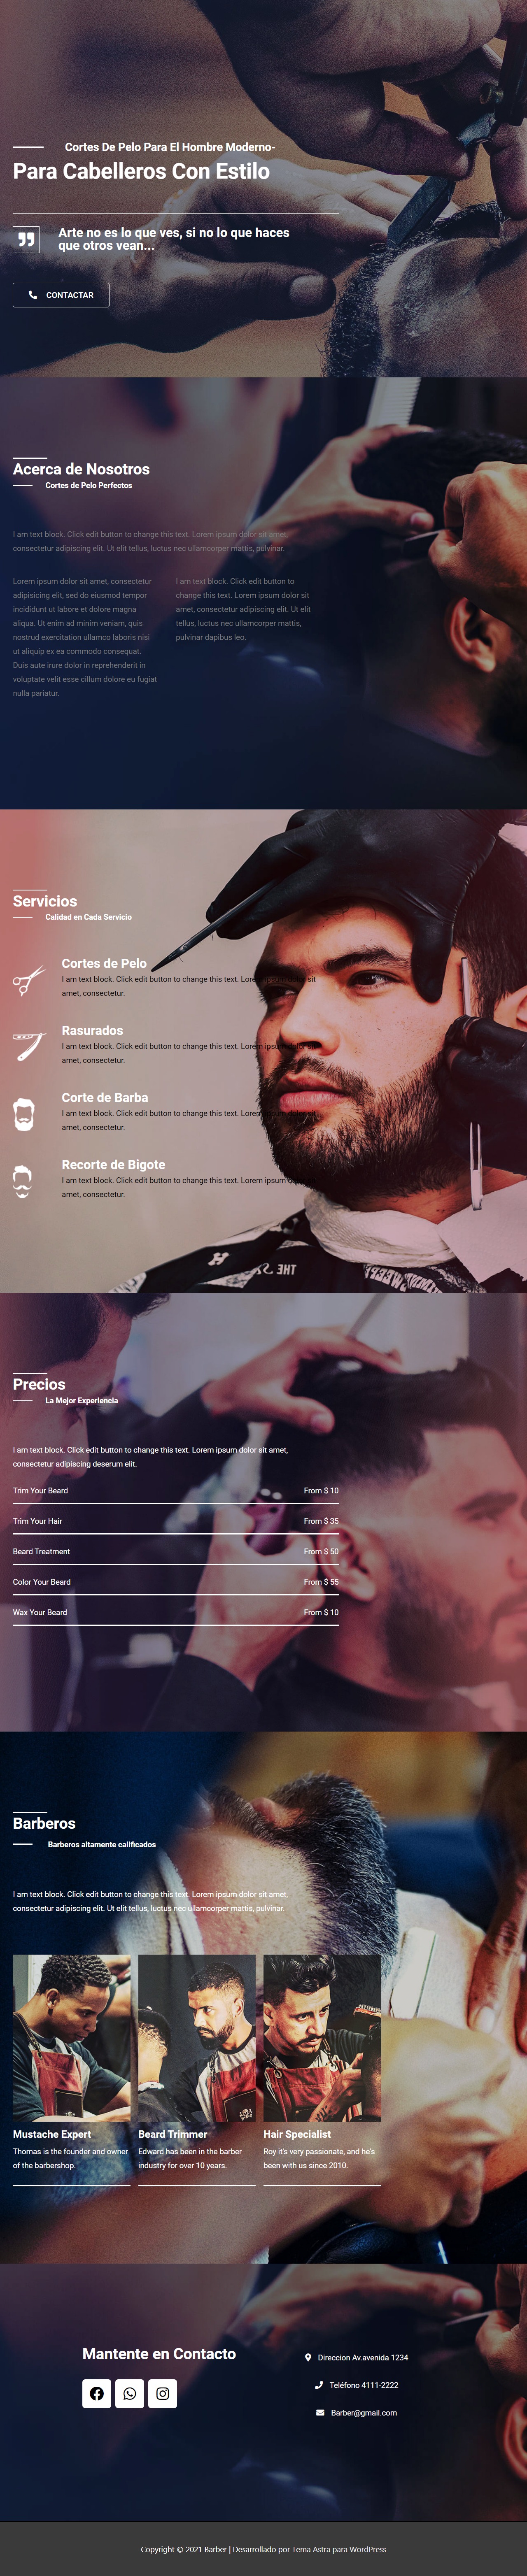 Cortes De Pelo Para El Hombre Moderno-
Para Cabelleros Con Estilo
Arte no es lo que ves, si no lo que haces
que otros vean...
CONTACTAR
Acerca de Nosotros
Cortes de Pelo Perfectos
I am text block. Click edit button to change this text. Lorem ipsum dolor sit amet,
consectetur adipiscing elit. Ut elit tellus, luctus nec ullamcorper mattis, pulvinar.
Lorem ipsum dolor sit amet, consectetur
adipisicing elit, sed do eiusmod tempor
incididunt ut labore et dolore magna
aliqua. Ut enim ad minim veniam, quis
nostrud exercitation ullamco laboris nisi
ut aliquip ex ea commodo consequat.
Duis aute irure dolor in reprehenderit in
voluptate velit esse cillum dolore eu fugiat
nulla pariatur.
I am text block. Click edit button to
change this text. Lorem ipsum dolor sit
amet, consectetur adipiscing elit. Ut elit
tellus, luctus nec ullamcorper mattis,
pulvinar dapibus leo.
Servicios
Calidad en Cada Servicio
Cortes de Pelo
I am text block. Click edit button to change this text. Lorem ipsum dolor sit
amet, consectetur.
Rasurados
I am text block. Click edit button to change this text. Lorem ipsum dolor sit
amet, consectetur.
Corte de Barba
I am text block. Click edit button to change this text. Lorem ipsum dolor sit
amet, consectetur.
Recorte de Bigote
I am text block. Click edit button to change this text. Lorem ipsum dolor sit
amet, consectetur.
THE
Precios
La Mejor Experiencia
I am text block. Click edit button to change this text. Lorem ipsum dolor sit amet,
consectetur adipiscing deserum elit.
Trim Your Beard From $ 10
Trim Your Hair From $ 35
Beard Treatment From $ 50
Color Your Beard From $ 55
Wax Your Beard From $ 10
Barberos
Barberos altamente calificados
I am text block. Click edit button to change this text. Lorem ipsum dolor sit amet,
consectetur adipiscing elit. Ut elit tellus, luctus nec ullamcorper mattis, pulvinar.
Mustache Expert
Thomas is the founder and owner
of the barbershop.
Beard Trimmer
Edward has been in the barber
industry for over 10 years.
Hair Specialist
Roy it's very passionate, and he's
been with us since 2010.
Mantente en Contacto
Direccion Av.avenida 1234
Teléfono 4111-2222
Barber@gmail.com
Copyright © 2021 Barber | Desarrollado por Tema Astra para WordPress